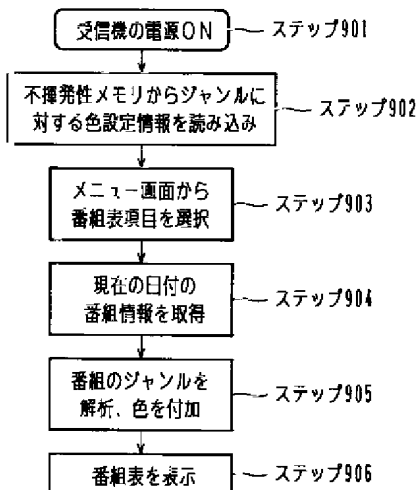 受信機の電源ON
ステップ901
不揮発性メモリからジャンルに
対する色設定情報を読み込み
ステップ902
メニュー画面から
番組表項目を選択
ステップ903
現在の日付の
番組情報を取得
ステップ904
番組のジャンルを
解析、色を付加
ステップ905
番組表を表示
ステップ906